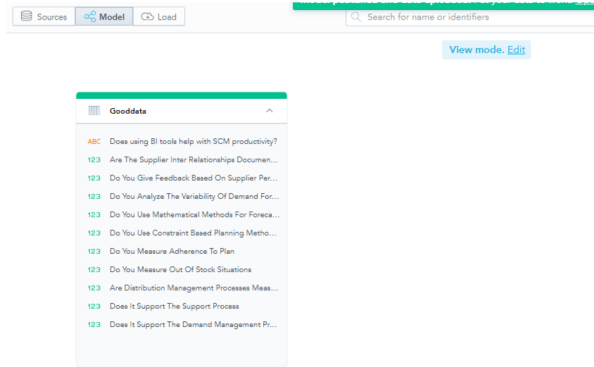 Sources Model Load Search for name or identifiers
View mode. Edit
Gooddata
ABC Does using BI tools help with SCM productivity?
123 Are The Supplier Inter Relationships Documen...
123 Do You Give Feedback Based On Supplier Per...
123 Do You Analyze The Variability Of Demand For...
123 Do You Use Mathematical Methods For Foreca...
123 Do You Use Constraint Based Planning Metho...
123 Do You Measure Adherence To Plan
123 Do You Measure Out Of Stock Situations
123 Are Distribution Management Processes Meas...
123 Does It Support The Support Process
123 Does It Support The Demand Management Pr...